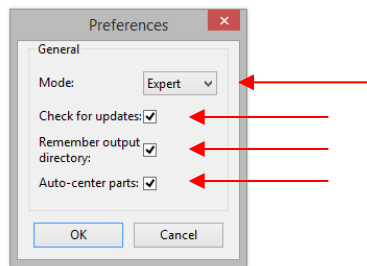 Preferences
General
Mode: Expert
Check for updates:
Remember output
directory:
Auto-center parts:
OK Cancel